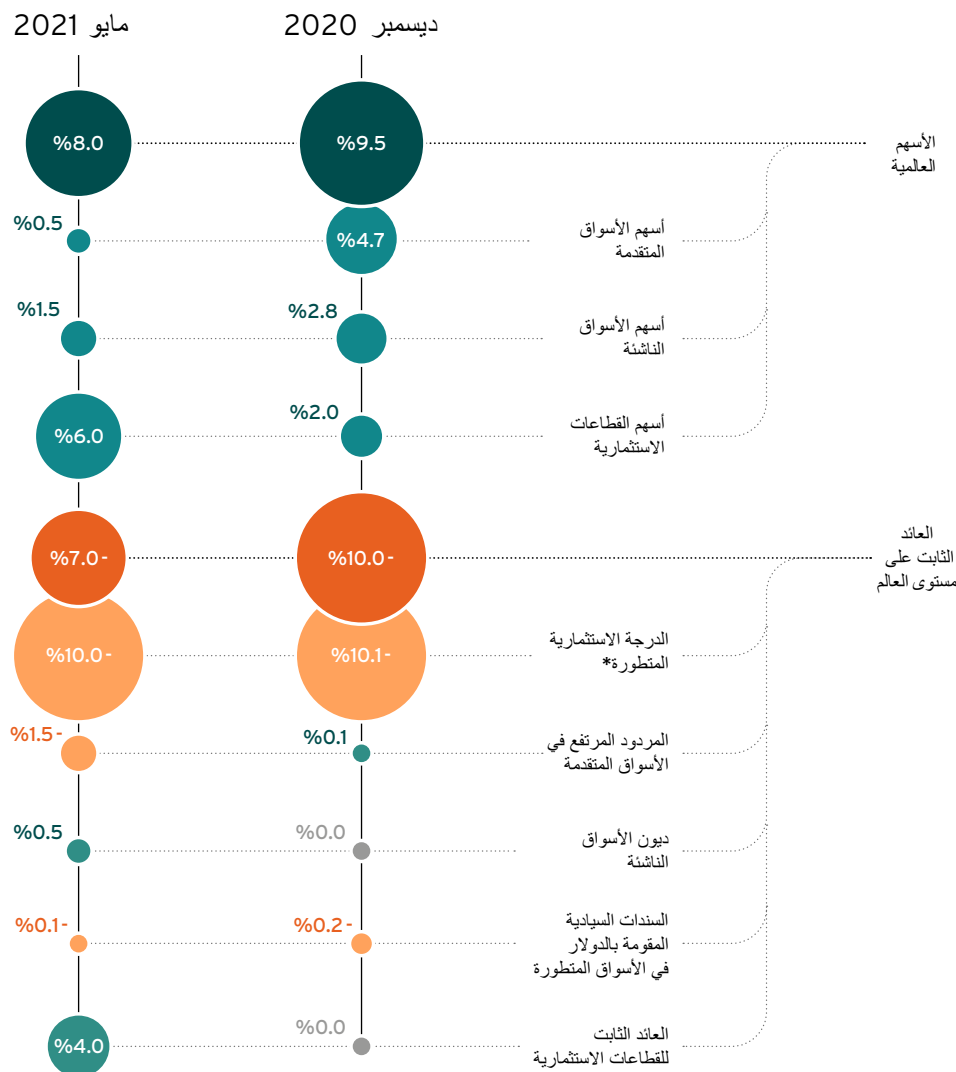 ديسمبر 2020
مايو 2021
الأسهم
العالمية
%9.5
%8.0
أسهم الأسواق
المتقدمة
%4.7
%0.5
أسهم الأسواق
الناشئة
%2.8
%1.5
أسهم القطاعات
الاستثمارية
%2.0
%6.0
العائد
الثابت على
مستوى العالم
%10.0-
%7.0-
الدرجة الاستثمارية
المتطورة*
%10.1-
%10.0-
المردود المرتفع في
الأسواق المتقدمة
%0.1
%1.5-
ديون الأسواق
الناشئة
%0.0
%0.5
السندات السيادية
المقومة بالدولار
في الأسواق المتطورة
%0.2-
%0.1-
العائد الثابت
للقطاعات الاستثمارية
%0.0
%4.0